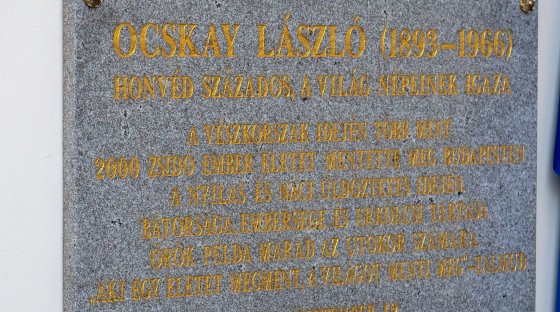 OCSKAY LÁSZLÓ (1893–1966)
HONVÉD SZÁZADOS, A VILÁG NÉPEINEK IGAZA
A VÉSZKORSZAK IDEJÉN TÖBB MINT
2000 ZSIDÓ EMBER ÉLETÉT MENTETTE MEG BUDAPESTEN
A NYILAS ÉS NÁCI ÜLDÖZTETÉS IDEJÉN.
BÁTORSÁGA, EMBERSÉGE ÉS ERKÖLCSI TARTÁSA
ÖRÖK PÉLDA MARAD AZ UTÓKOR SZÁMÁRA.
„AKI EGY ÉLETET MEGMENT, A VILÁGOT MENTI MEG"-TALMUD